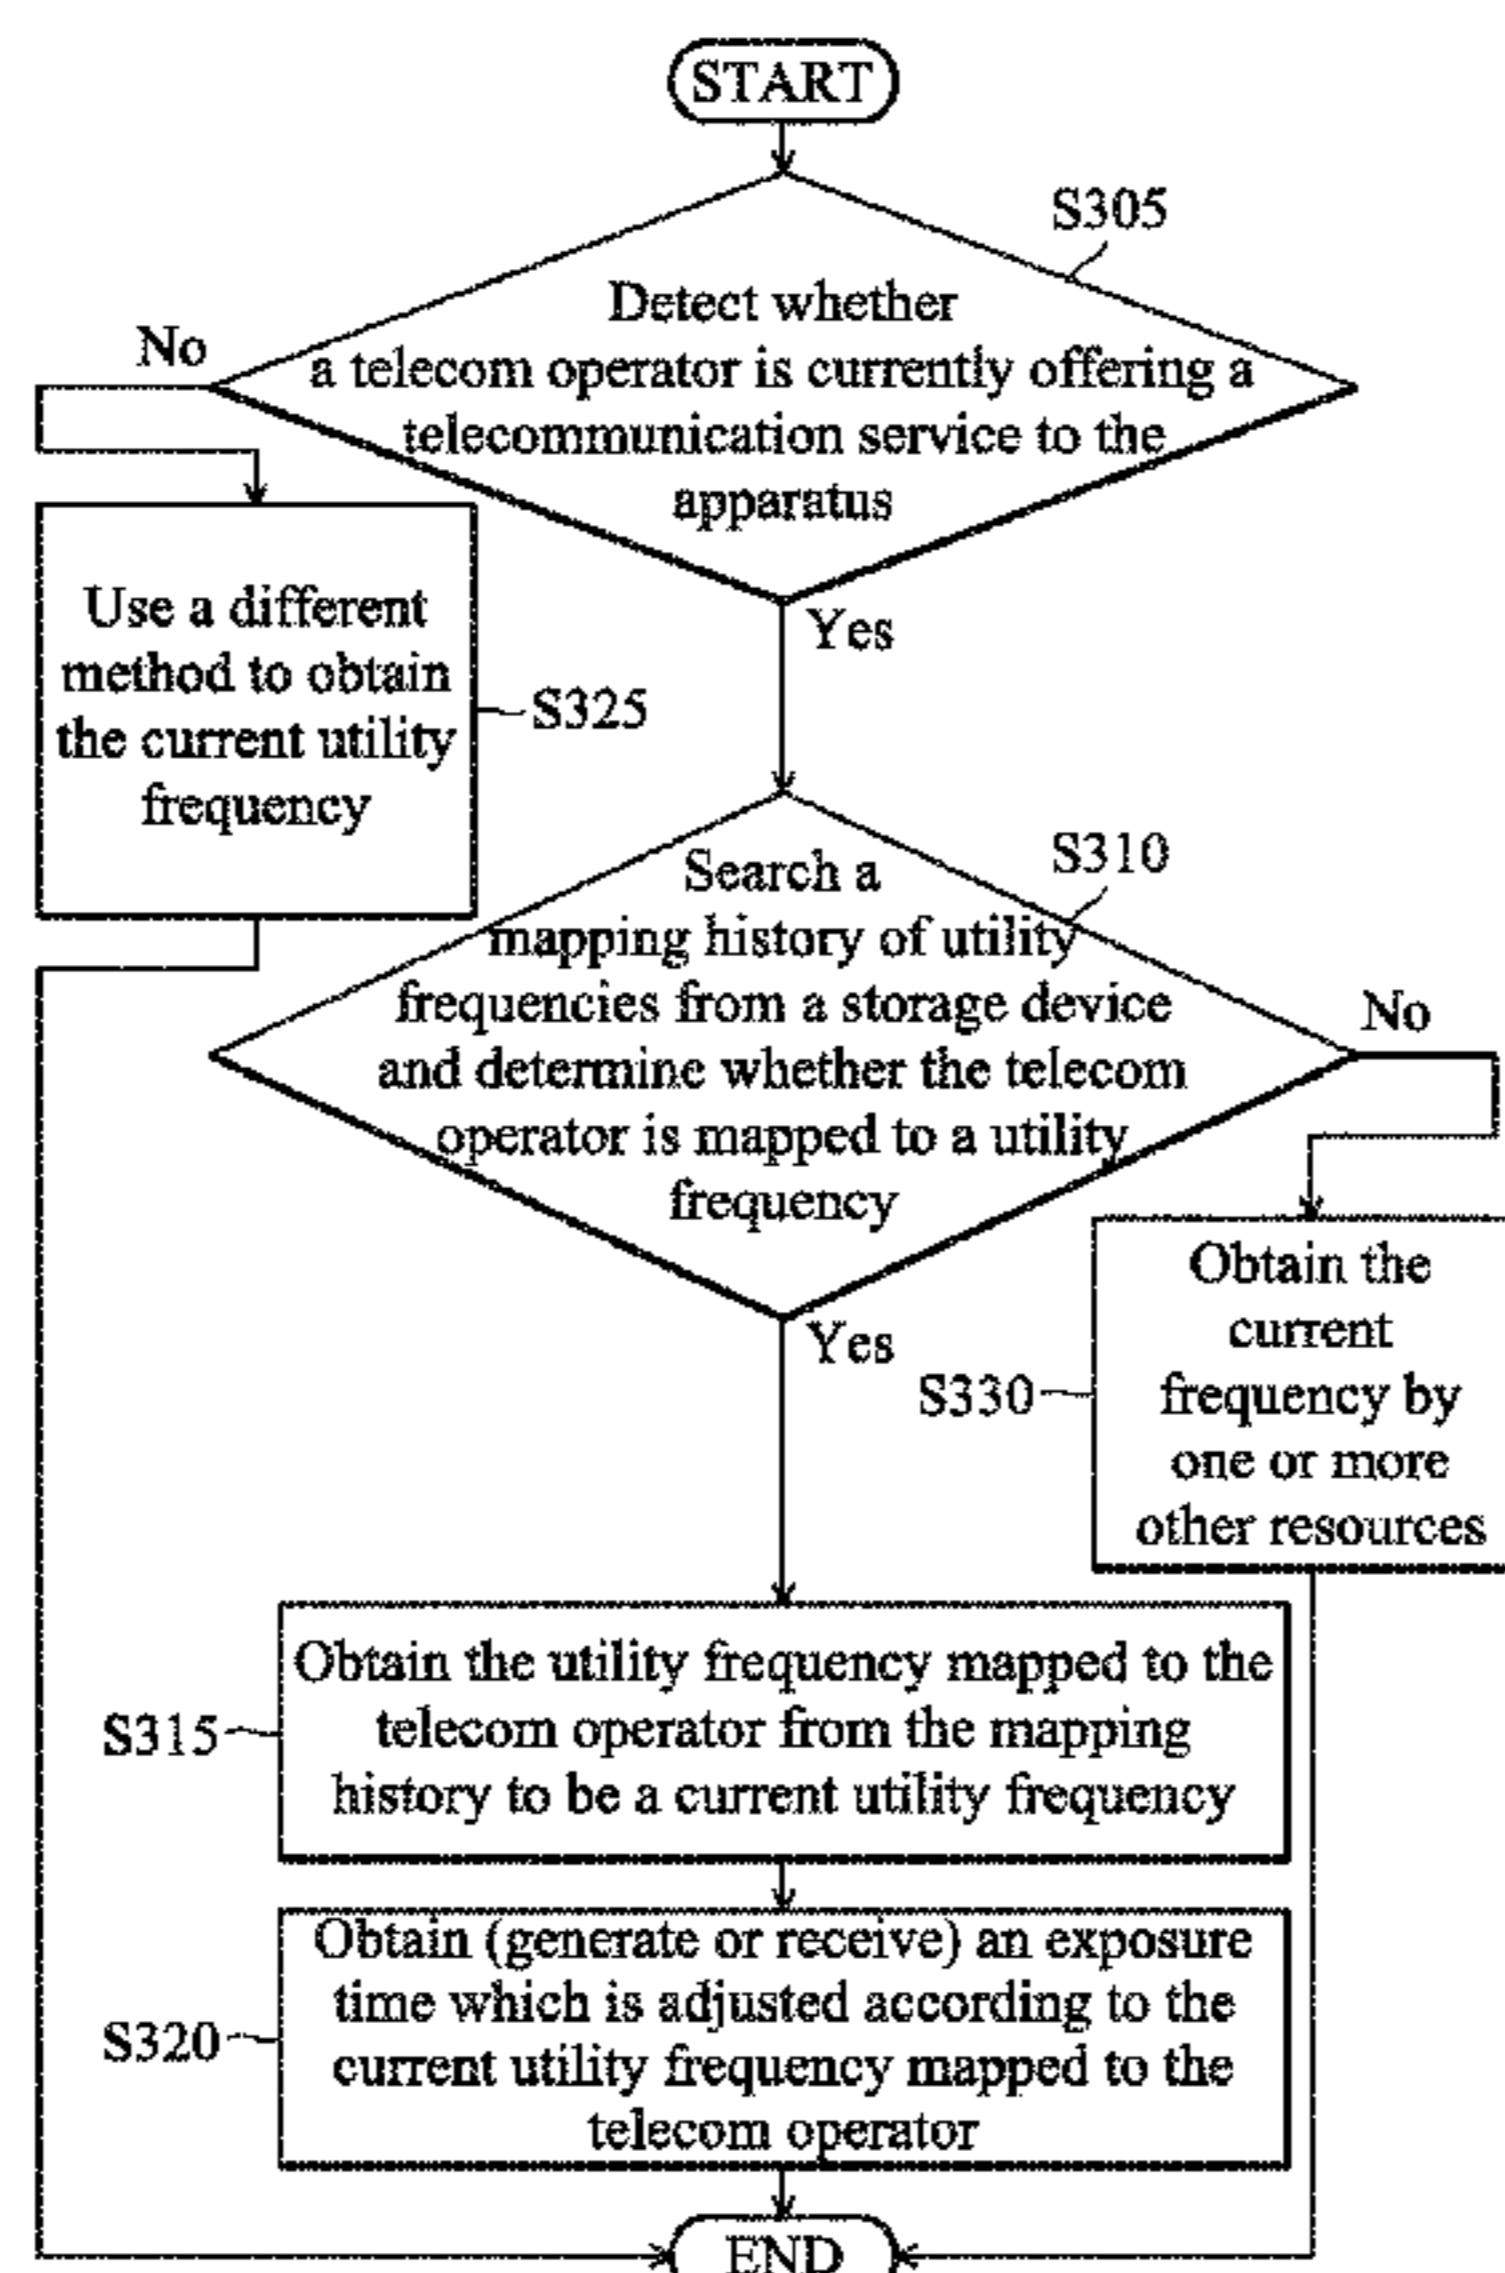 START
S305
Detect whether
a telecom operator is currently offering a
telecommunication service to the
apparatus
No
Yes
Use a different
method to obtain
the current utility
frequency
S325
S310
Search a
mapping history of utility
frequencies from a storage device
and determine whether the telecom
operator is mapped to a utility
frequency
No
Yes
Obtain the
current
frequency by
one or more
other resources
S330
Obtain the utility frequency mapped to the
telecom operator from the mapping
history to be a current utility frequency
S315
Obtain (generate or receive) an exposure
time which is adjusted according to the
current utility frequency mapped to the
telecom operator
S320
END